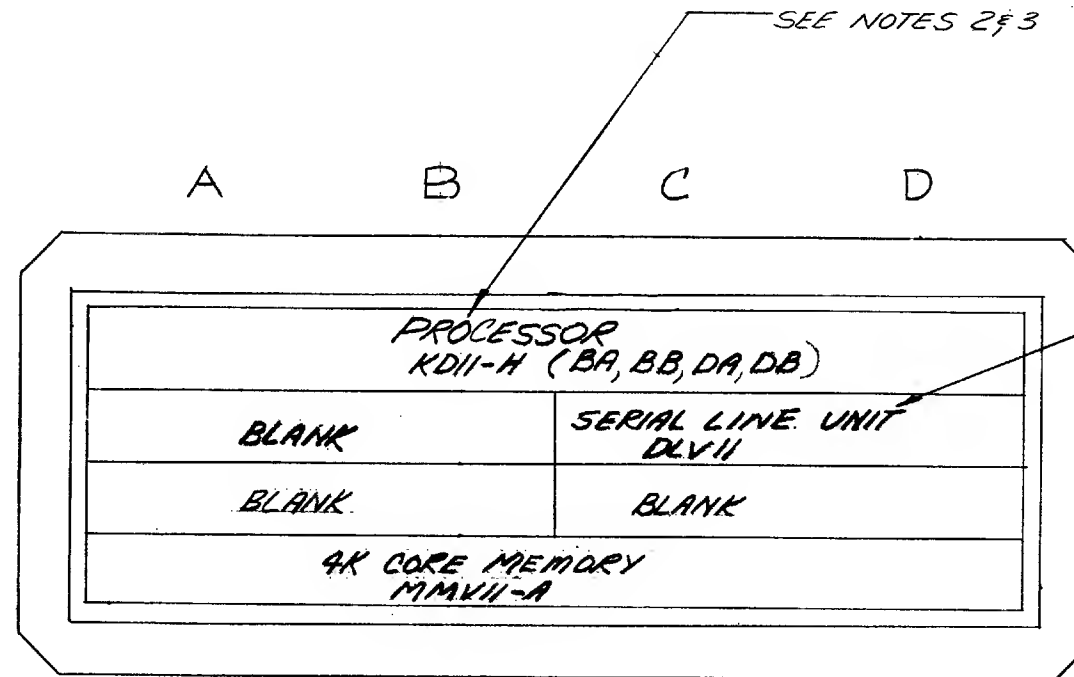 SEE NOTES 2 & 3
A B C D
PROCESSOR
KD11-H (BA, BB, DA, DB)
BLANK SERIAL LINE UNIT
DLV11
BLANK BLANK
4K CORE MEMORY
MMV11-A